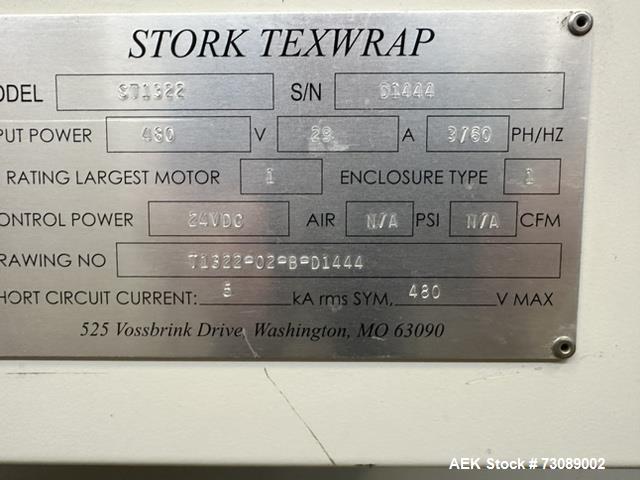 STORK TEXWRAP
ODEL ST1322 S/N D1444
PUT POWER 480 V 29 A 3/60 PH/HZ
RATING LARGEST MOTOR 1 ENCLOSURE TYPE 1
ONTROL POWER 24VDC AIR N/A PSI N/A CFM
RAWING NO T1322-02-B-D1444
HORT CIRCUIT CURRENT: 5 kA rms SYM, 480 V MAX
525 Vossbrink Drive, Washington, MO 63090
AEK Stock # 73089002